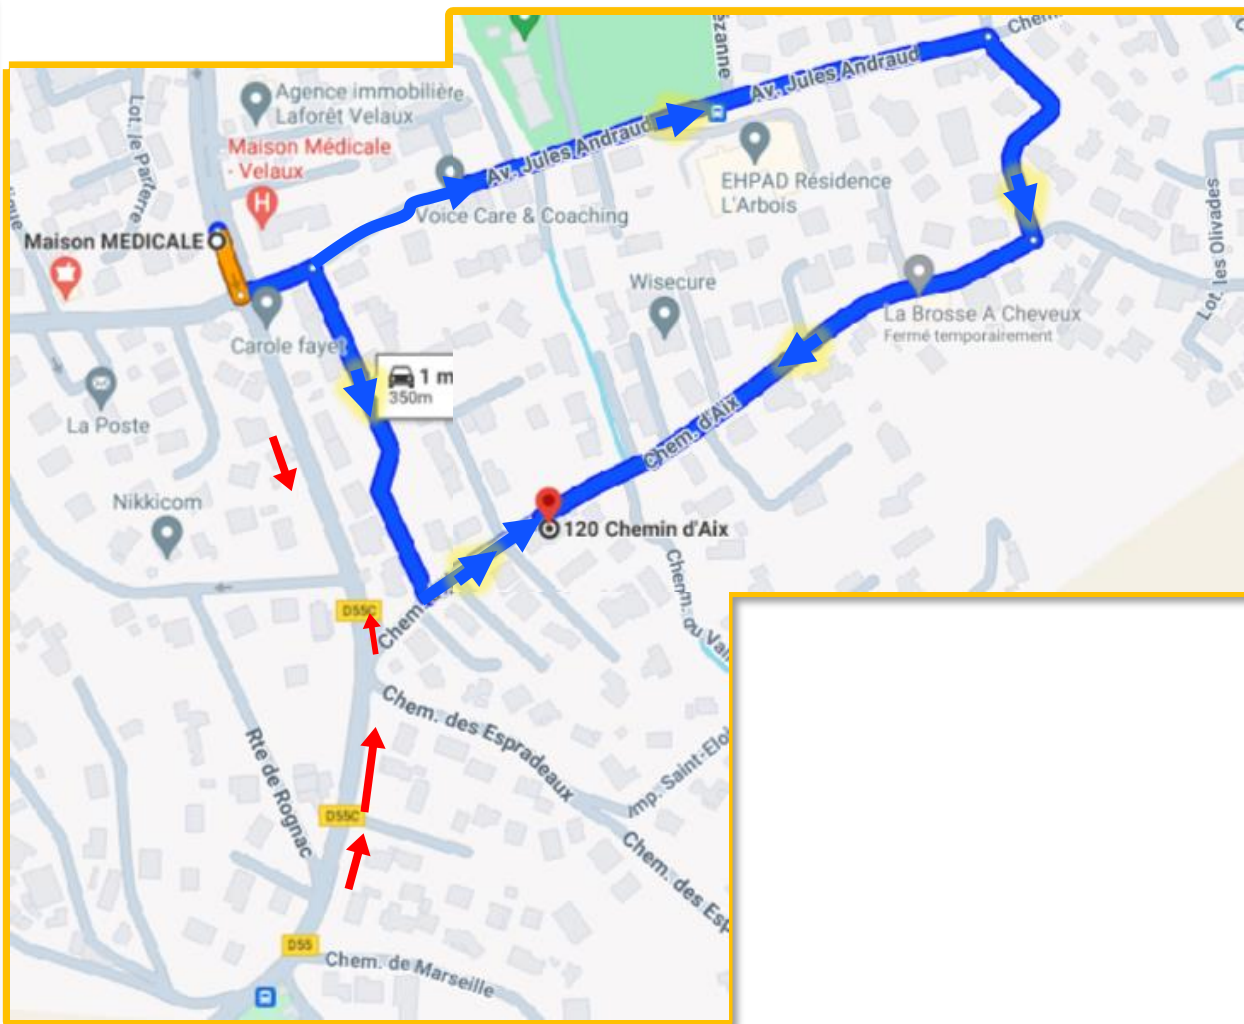 Chem
ézanne
Av. Jules Andraud
Agence immobilière
Laforêt Velaux
Lot. le Parterre
Maison Médicale
- Velaux
Av. Jules Andraud
EHPAD Résidence
L'Arbois
Voice Care & Coaching
Maison MEDICALE
H
Lot. les Olivades
Wisecure
La Brosse A Cheveux
Fermé temporairement
Carole fayet
1 m
350m
La Poste
Chem. d'Aix
Nikkicom
120 Chemin d'Aix
D55C
Chem.
Chem. des Espradeaux
Rte de Rognac
Imp. Saint-Eloi
D55C
Chem. des Esp
D55
Chem. de Marseille